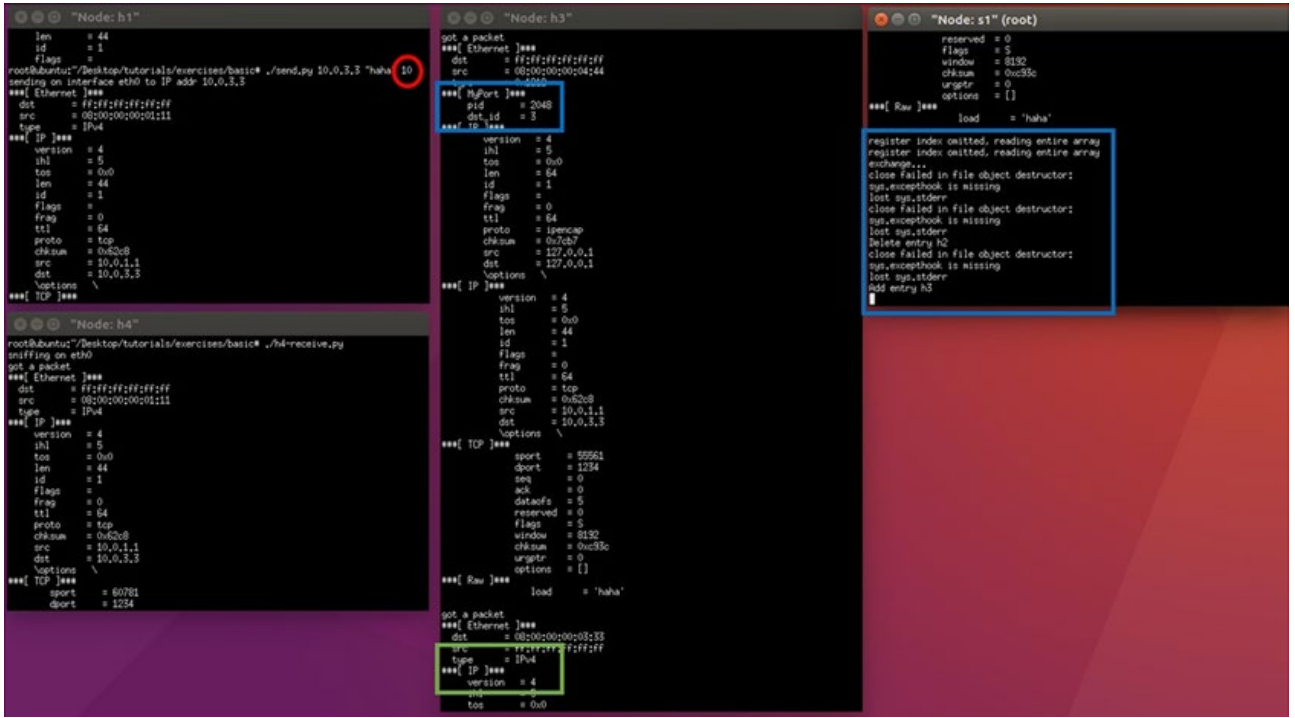 "Node: h1"
len = 44
id = 1
flags =
root@ubuntu:~/Desktop/tutorials/exercises/basic# ./send.py 10.0.3.3 "haha 10
sending on interface eth0 to IP addr 10.0.3.3
###[ Ethernet ]###
dst = ff:ff:ff:ff:ff:ff
src = 08:00:00:00:01:11
type = IPv4
###[ IP ]###
version = 4
ihl = 5
tos = 0x0
len = 44
id = 1
flags =
frag = 0
ttl = 64
proto = tcp
chksum = 0x62c8
src = 10.0.1.1
dst = 10.0.3.3
\options \
###[ TCP ]###
"Node: h4"
root@ubuntu:~/Desktop/tutorials/exercises/basic# ./h4-receive.py
sniffing on eth0
got a packet
###[ Ethernet ]###
dst = ff:ff:ff:ff:ff:ff
src = 08:00:00:00:01:11
type = IPv4
###[ IP ]###
version = 4
ihl = 5
tos = 0x0
len = 44
id = 1
flags =
frag = 0
ttl = 64
proto = tcp
chksum = 0x62c8
src = 10.0.1.1
dst = 10.0.3.3
\options \
###[ TCP ]###
sport = 60781
dport = 1234
"Node: h3"
got a packet
###[ Ethernet ]###
dst = ff:ff:ff:ff:ff:ff
src = 08:00:00:00:04:44
###[ MyPort ]###
pid = 2048
dst_id = 3
###[ IP ]###
version = 4
ihl = 5
tos = 0x0
len = 64
id = 1
flags =
frag = 0
ttl = 64
proto = ipencap
chksum = 0x7cb7
src = 127.0.0.1
dst = 127.0.0.1
\options \
###[ IP ]###
version = 4
ihl = 5
tos = 0x0
len = 44
id = 1
flags =
frag = 0
ttl = 64
proto = tcp
chksum = 0x62c8
src = 10.0.1.1
dst = 10.0.3.3
\options \
###[ TCP ]###
sport = 55561
dport = 1234
seq = 0
ack = 0
dataofs = 5
reserved = 0
flags = S
window = 8192
chksum = 0xc93c
urgptr = 0
options = []
###[ Raw ]###
load = 'haha'
got a packet
###[ Ethernet ]###
dst = 08:00:00:00:03:33
src = ff:ff:ff:ff:ff:ff
type = IPv4
###[ IP ]###
version = 4
ihl = 5
tos = 0x0
"Node: s1" (root)
reserved = 0
flags = S
window = 8192
chksum = 0xc93c
urgptr = 0
options = []
###[ Raw ]###
load = 'haha'
register index omitted, reading entire array
register index omitted, reading entire array
exchange...
close failed in file object destructor:
sys.excepthook is missing
lost sys.stderr
close failed in file object destructor:
sys.excepthook is missing
lost sys.stderr
Delete entry h2
close failed in file object destructor:
sys.excepthook is missing
lost sys.stderr
Add entry h3